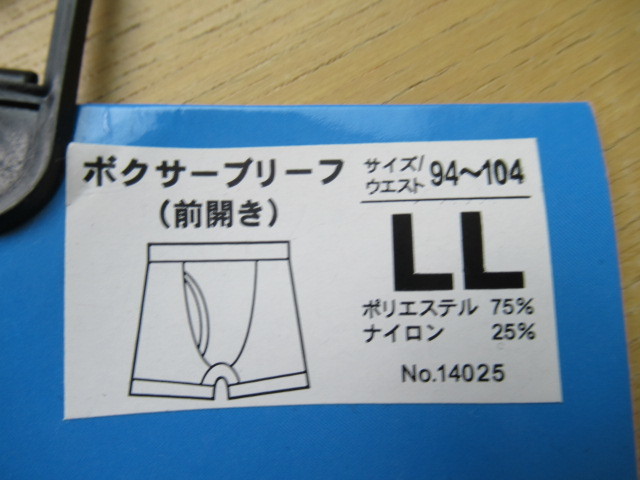 ボクサーブリーフ
(前開き)
サイズ/
ウエスト 94〜104
LL
ポリエステル 75%
ナイロン 25%
No.14025